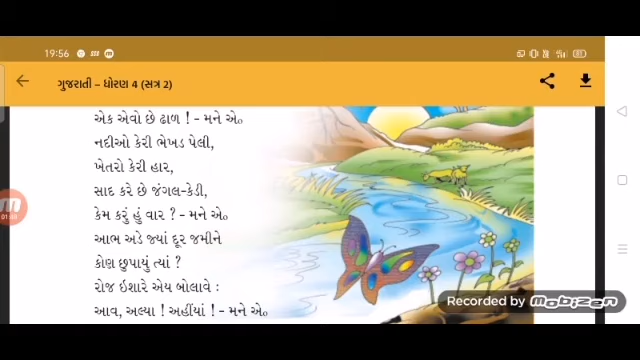 19:56
ગુજરાતી – ધોરણ 4 (સત્ર 2)
એક એવો છે ઢાળ ! – મને એ૦
નદીઓ કેરી ભેખડ પેલી,
ખેતરો કેરી હાર,
સાદ કરે છે જંગલ-કેડી,
કેમ કરું હું વાર ? – મને એ૦
આભ અડે જ્યાં દૂર જમીને
કોણ છુપાયું ત્યાં ?
રોજ ઇશારે એય બોલાવે :
આવ, અલ્યા ! અહીંયાં ! – મને એ૦
Recorded by Mobizen